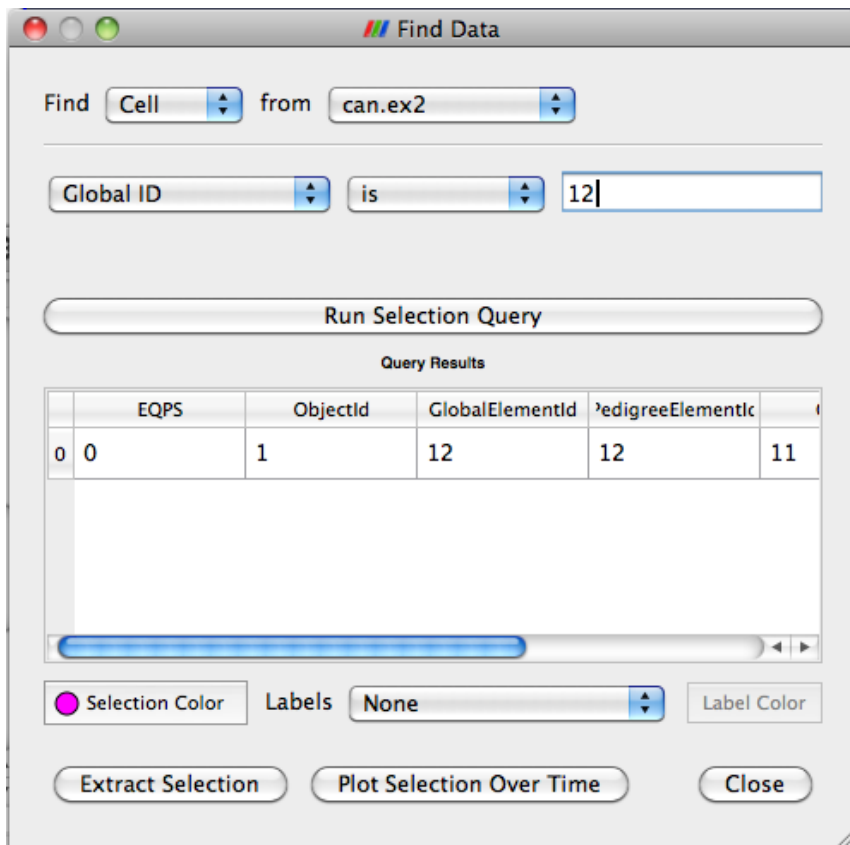 Find Data
Find Cell from can.ex2
Global ID is 12
Run Selection Query
Query Results
EQPS ObjectId GlobalElementId PedigreeElementId
0 0 1 12 12 11
Selection Color Labels None Label Color
Extract Selection Plot Selection Over Time Close